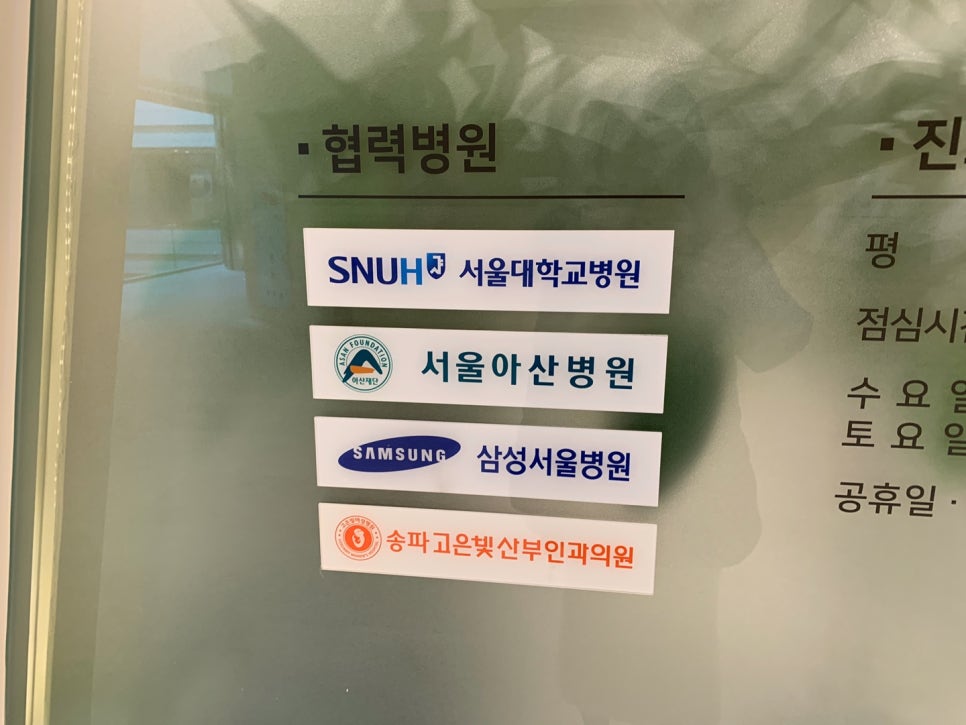 협력병원
SNUH 서울대학교병원
ASAN FOUNDATION
아산재단
서울아산병원
SAMSUNG 삼성서울병원
송파고은빛산부인과의원
진
평
점심시간
수 요 일
토 요 일
공휴일 ·